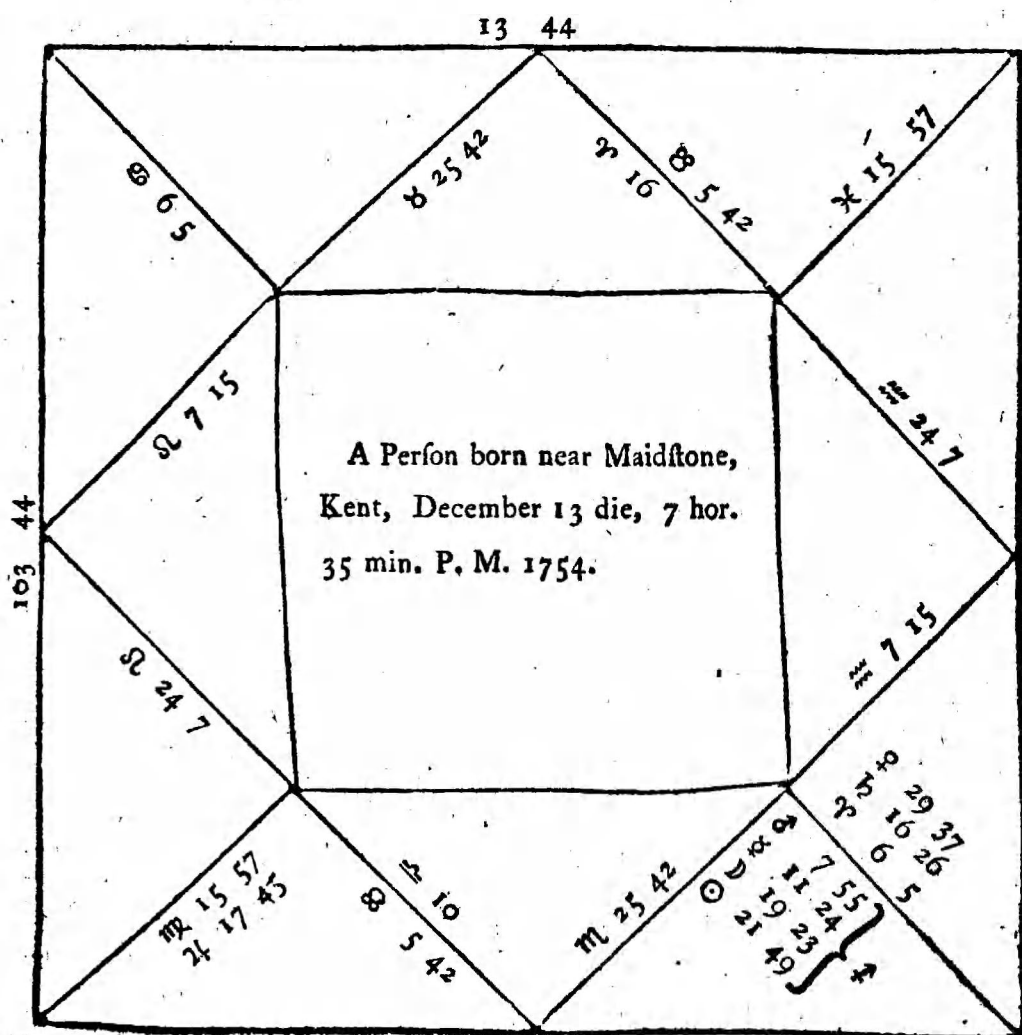 13 44
♋ 6 5
♉ 25 42
♈ 16
☋ 5 42
♓ 15 57
♌ 7 15
♒ 24 7
A Perſon born near Maidſtone,
Kent, December 13 die, 7 hor.
35 min. P. M. 1754.
103 44
♌ 24 7
♒ 7 15
♍ 15 57
♃ 17 45
☊ 5 42
♎ 10
♏ 25 42
♂ 7 55
☿ 11 24
☽ 19 23
☉ 21 49 } ♐
♀ 29 37
♄ 16 26
♑ 6 5